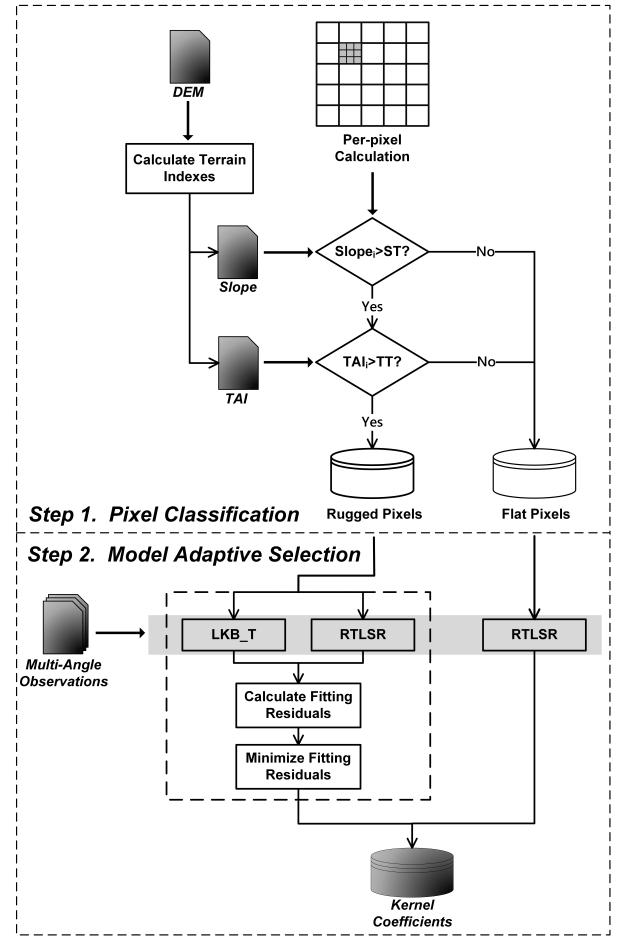 DEM
Per-pixel
Calculation
Calculate Terrain
Indexes
Slopeᵢ>ST?
No
Slope
Yes
TAIᵢ>TT?
No
TAI
Yes
Rugged Pixels
Flat Pixels
Step 1. Pixel Classification
Step 2. Model Adaptive Selection
LKB_T
RTLSR
RTLSR
Multi-Angle
Observations
Calculate Fitting
Residuals
Minimize Fitting
Residuals
Kernel
Coefficients